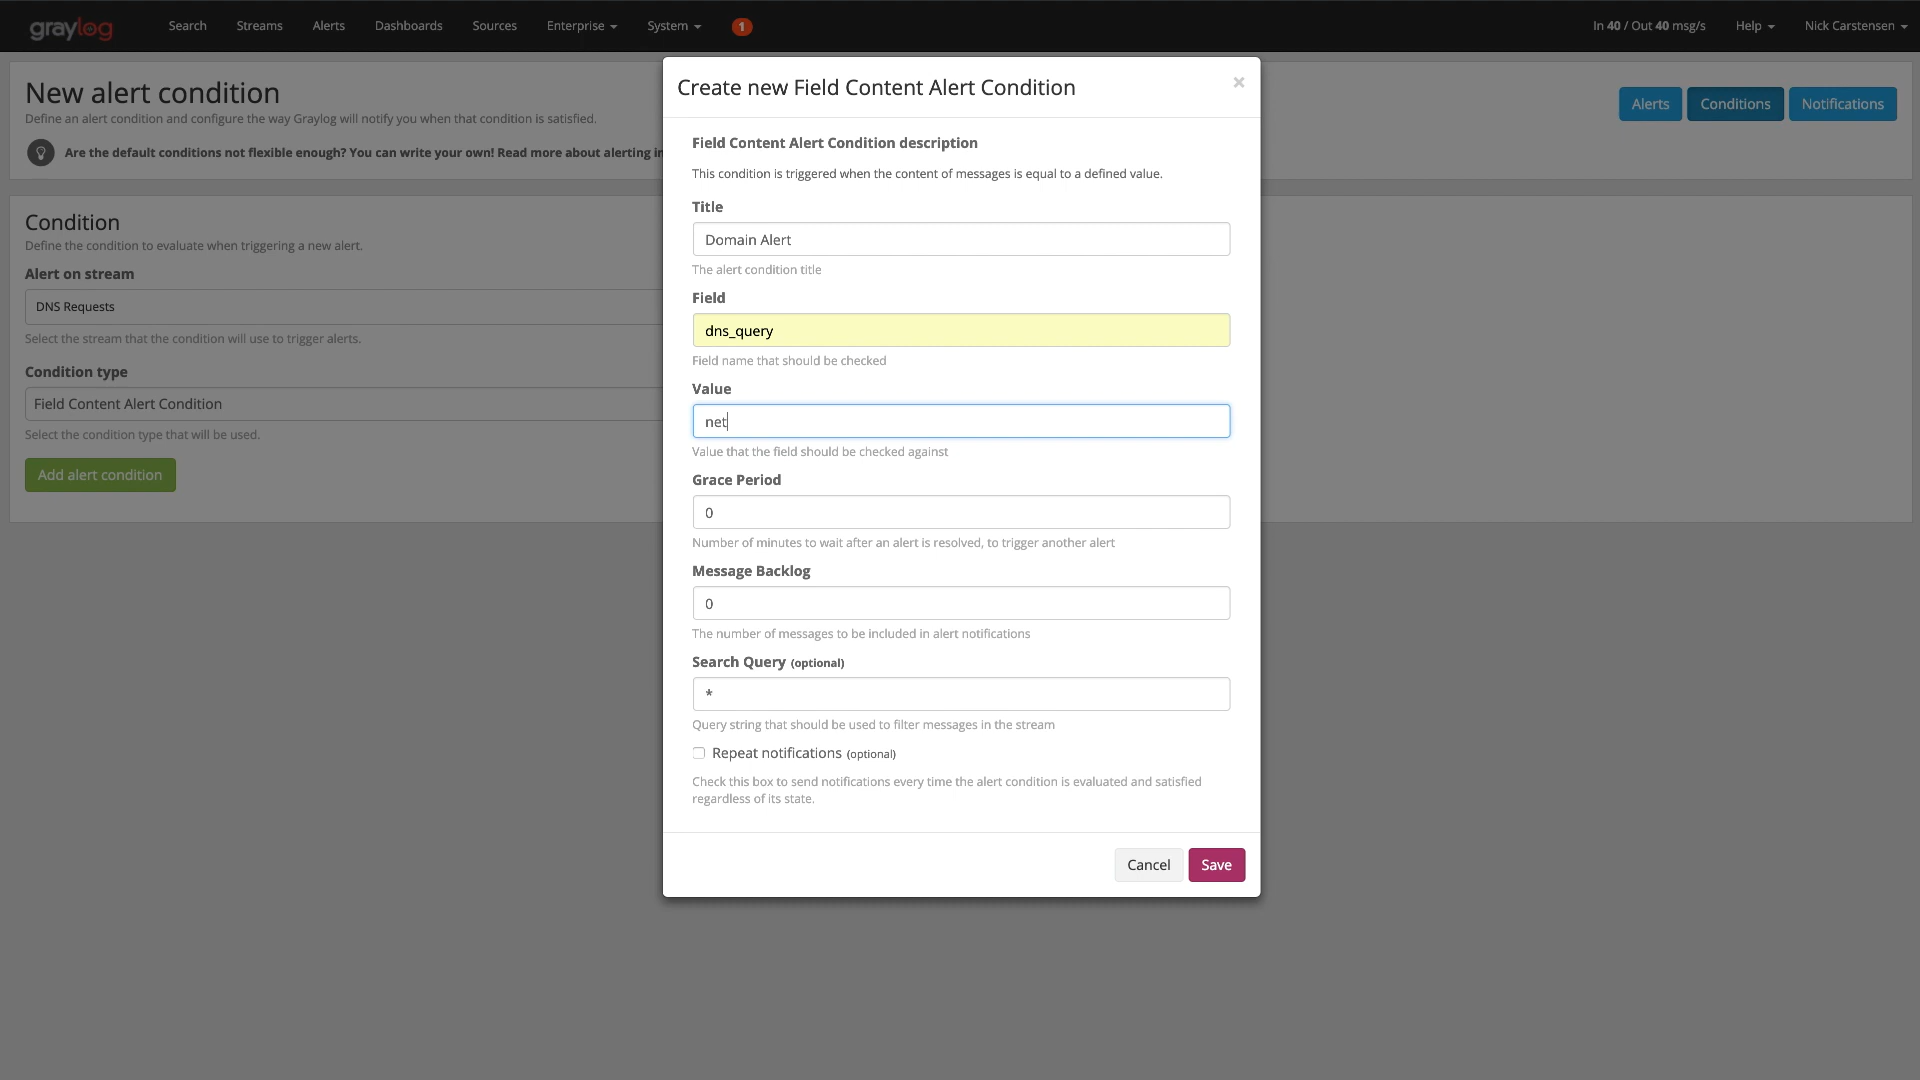 graylog
Search Streams Alerts Dashboards Sources Enterprise System 1
In 40 / Out 40 msg/s Help Nick Carstensen
New alert condition
Define an alert condition and configure the way Graylog will notify you when that condition is satisfied.
Are the default conditions not flexible enough? You can write your own! Read more about alerting in
Alerts Conditions Notifications
Condition
Define the condition to evaluate when triggering a new alert.
Alert on stream
DNS Requests
Select the stream that the condition will use to trigger alerts.
Condition type
Field Content Alert Condition
Select the condition type that will be used.
Add alert condition
Create new Field Content Alert Condition ×
Field Content Alert Condition description
This condition is triggered when the content of messages is equal to a defined value.
Title
Domain Alert
The alert condition title
Field
dns_query
Field name that should be checked
Value
net
Value that the field should be checked against
Grace Period
0
Number of minutes to wait after an alert is resolved, to trigger another alert
Message Backlog
0
The number of messages to be included in alert notifications
Search Query (optional)
*
Query string that should be used to filter messages in the stream
Repeat notifications (optional)
Check this box to send notifications every time the alert condition is evaluated and satisfied
regardless of its state.
Cancel Save